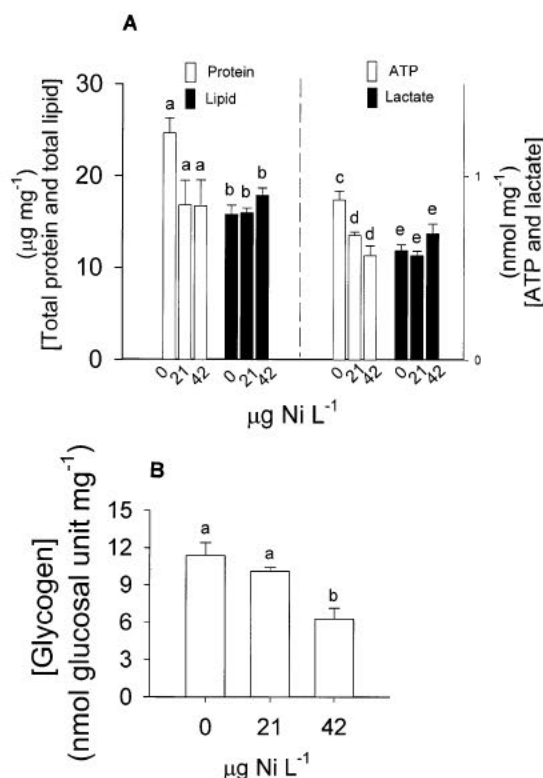 A
Protein
Lipid
ATP
Lactate
[Total protein and total lipid]
(µg mg-1)
30
20
10
0
a
a a
b b b
c
d
d
e e e
1
0
(nmol mg-1)
[ATP and lactate]
0 21 42 0 21 42 0 21 42 0 21 42
µg Ni L-1
B
[Glycogen]
(nmol glucosal unit mg-1)
15
12
9
6
3
0
a
a
b
0 21 42
µg Ni L-1